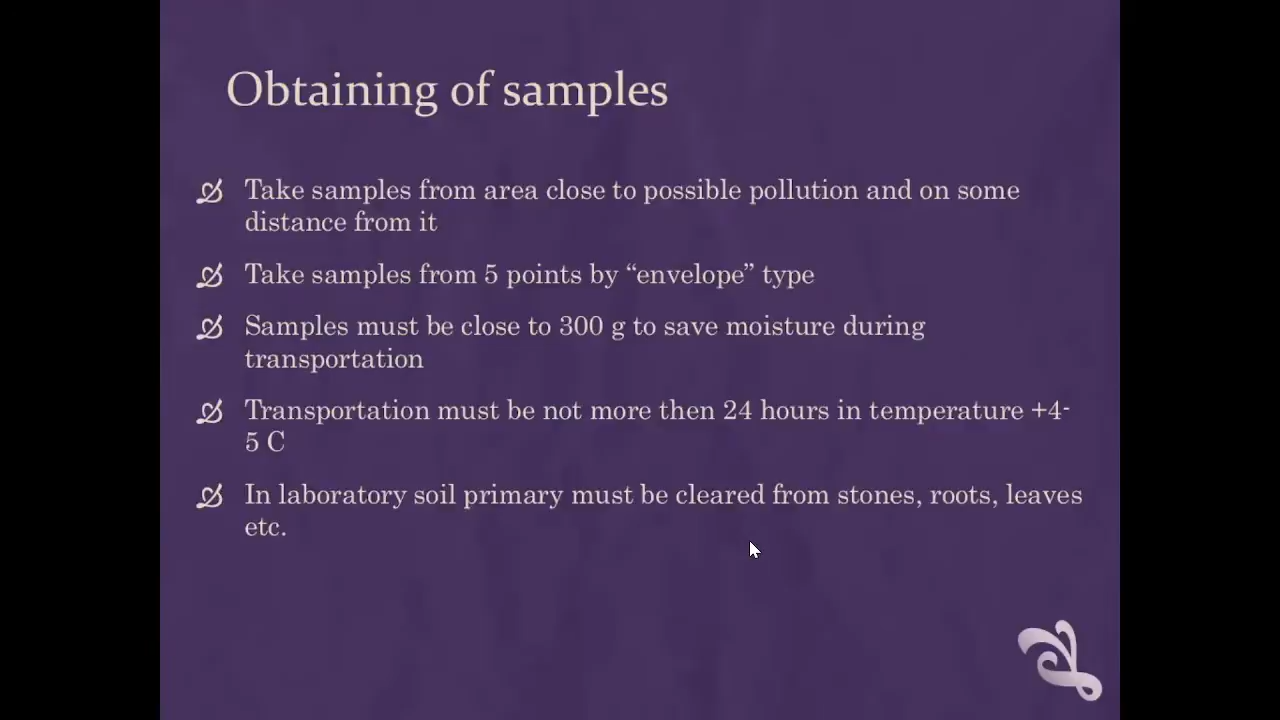 Obtaining of samples
Take samples from area close to possible pollution and on some
distance from it
Take samples from 5 points by “envelope” type
Samples must be close to 300 g to save moisture during
transportation
Transportation must be not more then 24 hours in temperature +4-
5 C
In laboratory soil primary must be cleared from stones, roots, leaves
etc.